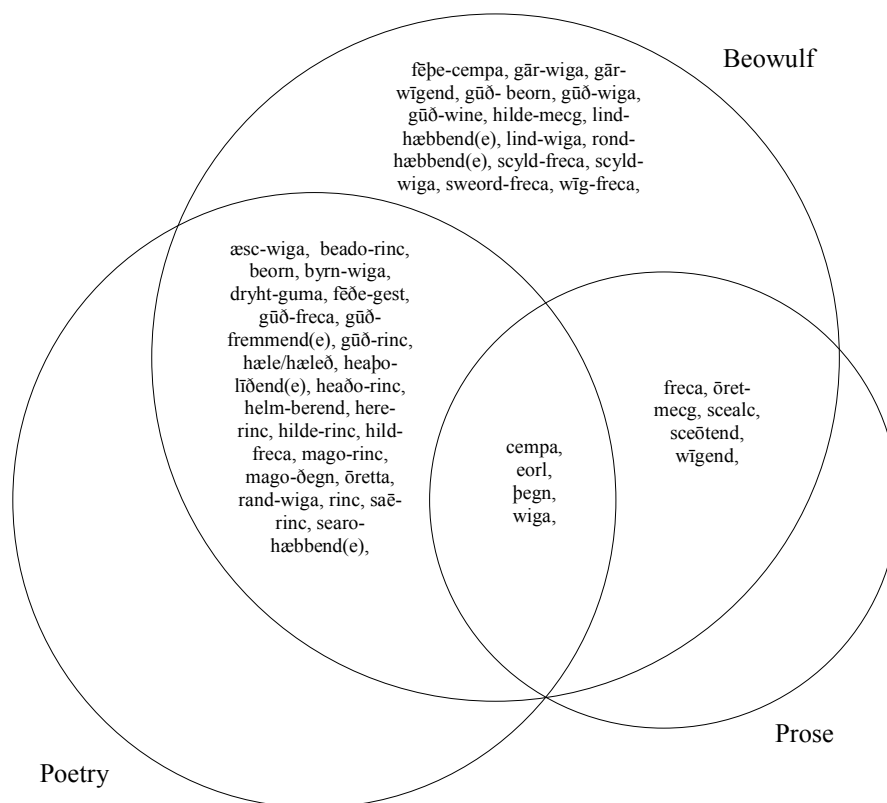 Beowulf
fēþe-cempa, gār-wiga, gār-
wīgend, gūð- beorn, gūð-wiga,
gūð-wine, hilde-mecg, lind-
hæbbend(e), lind-wiga, rond-
hæbbend(e), scyld-freca, scyld-
wiga, sweord-freca, wīg-freca,
æsc-wiga,  beado-rinc,
beorn, byrn-wiga,
dryht-guma, fēðe-gest,
gūð-freca, gūð-
fremmend(e), gūð-rinc,
hæle/hæleð, heaþo-
līðend(e), heaðo-rinc,
helm-berend, here-
rinc, hilde-rinc, hild-
freca, mago-rinc,
mago-ðegn, ōretta,
rand-wiga, rinc, saē-
rinc, searo-
hæbbend(e),
cempa,
eorl,
þegn,
wiga,
freca, ōret-
mecg, scealc,
sceōtend,
wīgend,
Prose
Poetry